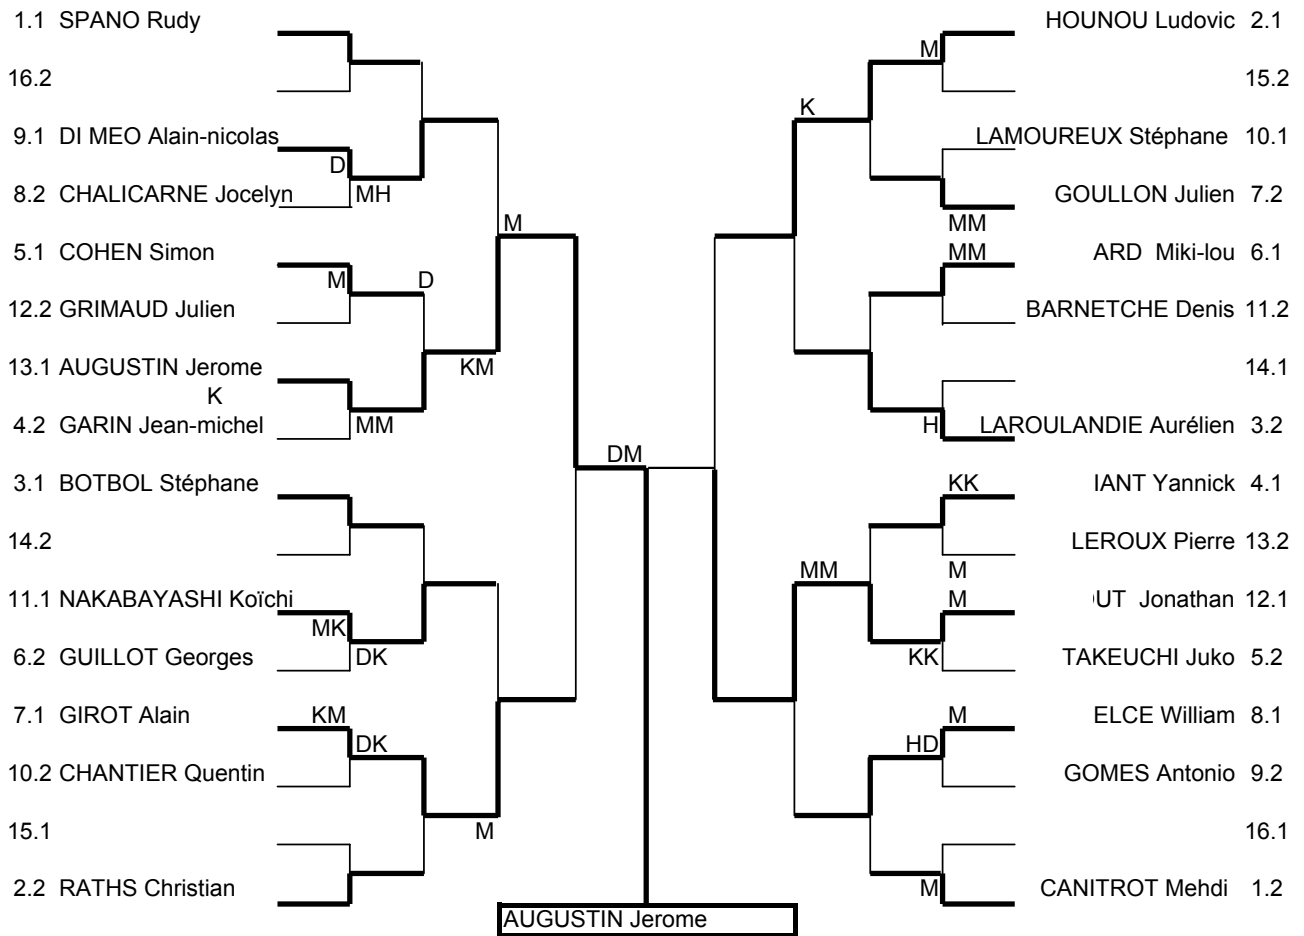 1.1 SPANO Rudy
HOUNOU Ludovic 2.1
M
16.2
15.2
K
9.1 DI MEO Alain-nicolas
LAMOUREUX Stéphane 10.1
D
8.2 CHALICARNE Jocelyn
MH
GOULLON Julien 7.2
M
MM
5.1 COHEN Simon
MM
ARD Miki-lou 6.1
M
D
12.2 GRIMAUD Julien
BARNETCHE Denis 11.2
13.1 AUGUSTIN Jerome
KM
14.1
K
4.2 GARIN Jean-michel
MM
H
LAROULANDIE Aurélien 3.2
DM
3.1 BOTBOL Stéphane
KK
IANT Yannick 4.1
14.2
LEROUX Pierre 13.2
MM
M
11.1 NAKABAYASHI Koïchi
M
UT Jonathan 12.1
MK
6.2 GUILLOT Georges
DK
KK
TAKEUCHI Juko 5.2
7.1 GIROT Alain
KM
M
ELCE William 8.1
DK
HD
10.2 CHANTIER Quentin
GOMES Antonio 9.2
15.1
M
16.1
2.2 RATHS Christian
M
CANITROT Mehdi 1.2
AUGUSTIN Jerome